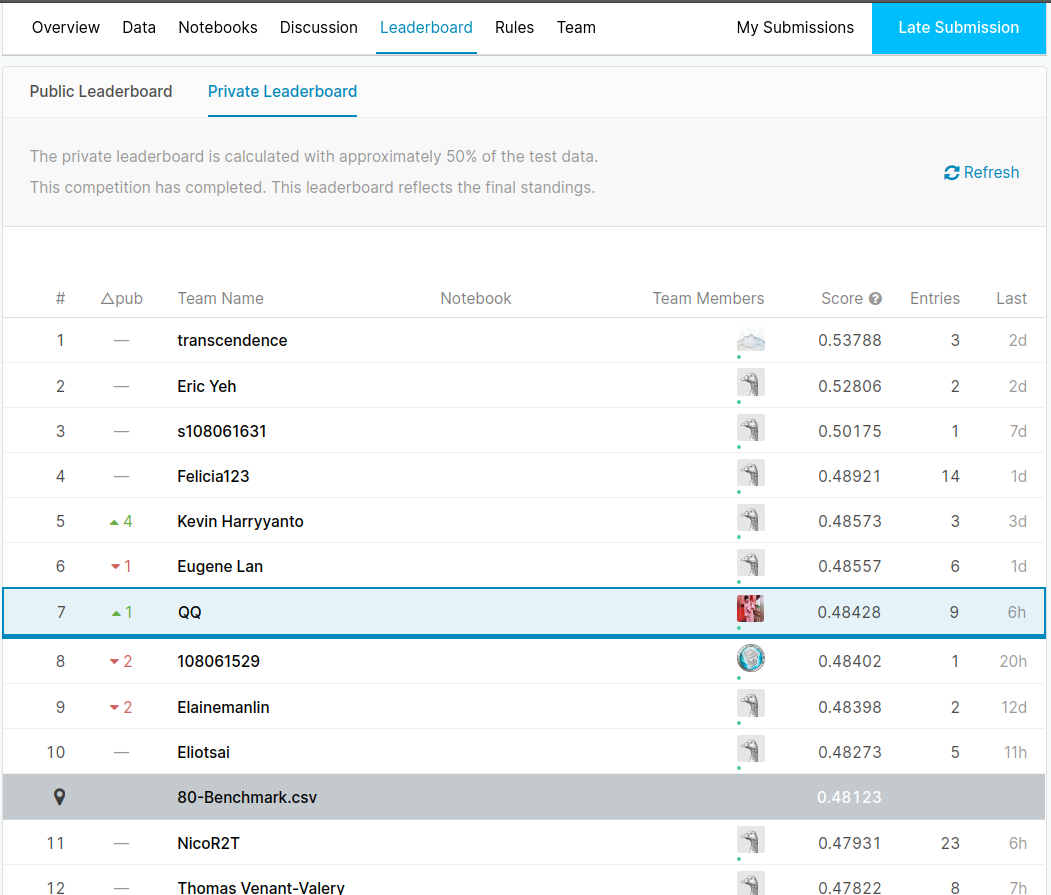 Overview Data Notebooks Discussion Leaderboard Rules Team My Submissions Late Submission
Public Leaderboard Private Leaderboard
The private leaderboard is calculated with approximately 50% of the test data.
This competition has completed. This leaderboard reflects the final standings.
Refresh
# △pub Team Name Notebook Team Members Score ? Entries Last
1 — transcendence 0.53788 3 2d
2 — Eric Yeh 0.52806 2 2d
3 — s108061631 0.50175 1 7d
4 — Felicia123 0.48921 14 1d
5 ▲4 Kevin Harryyanto 0.48573 3 3d
6 ▼1 Eugene Lan 0.48557 6 1d
7 ▲1 QQ 0.48428 9 6h
8 ▼2 108061529 0.48402 1 20h
9 ▼2 Elainemanlin 0.48398 2 12d
10 — Eliotsai 0.48273 5 11h
80-Benchmark.csv 0.48123
11 — NicoR2T 0.47931 23 6h
12 — Thomas Venant-Valery 0.47822 8 7h